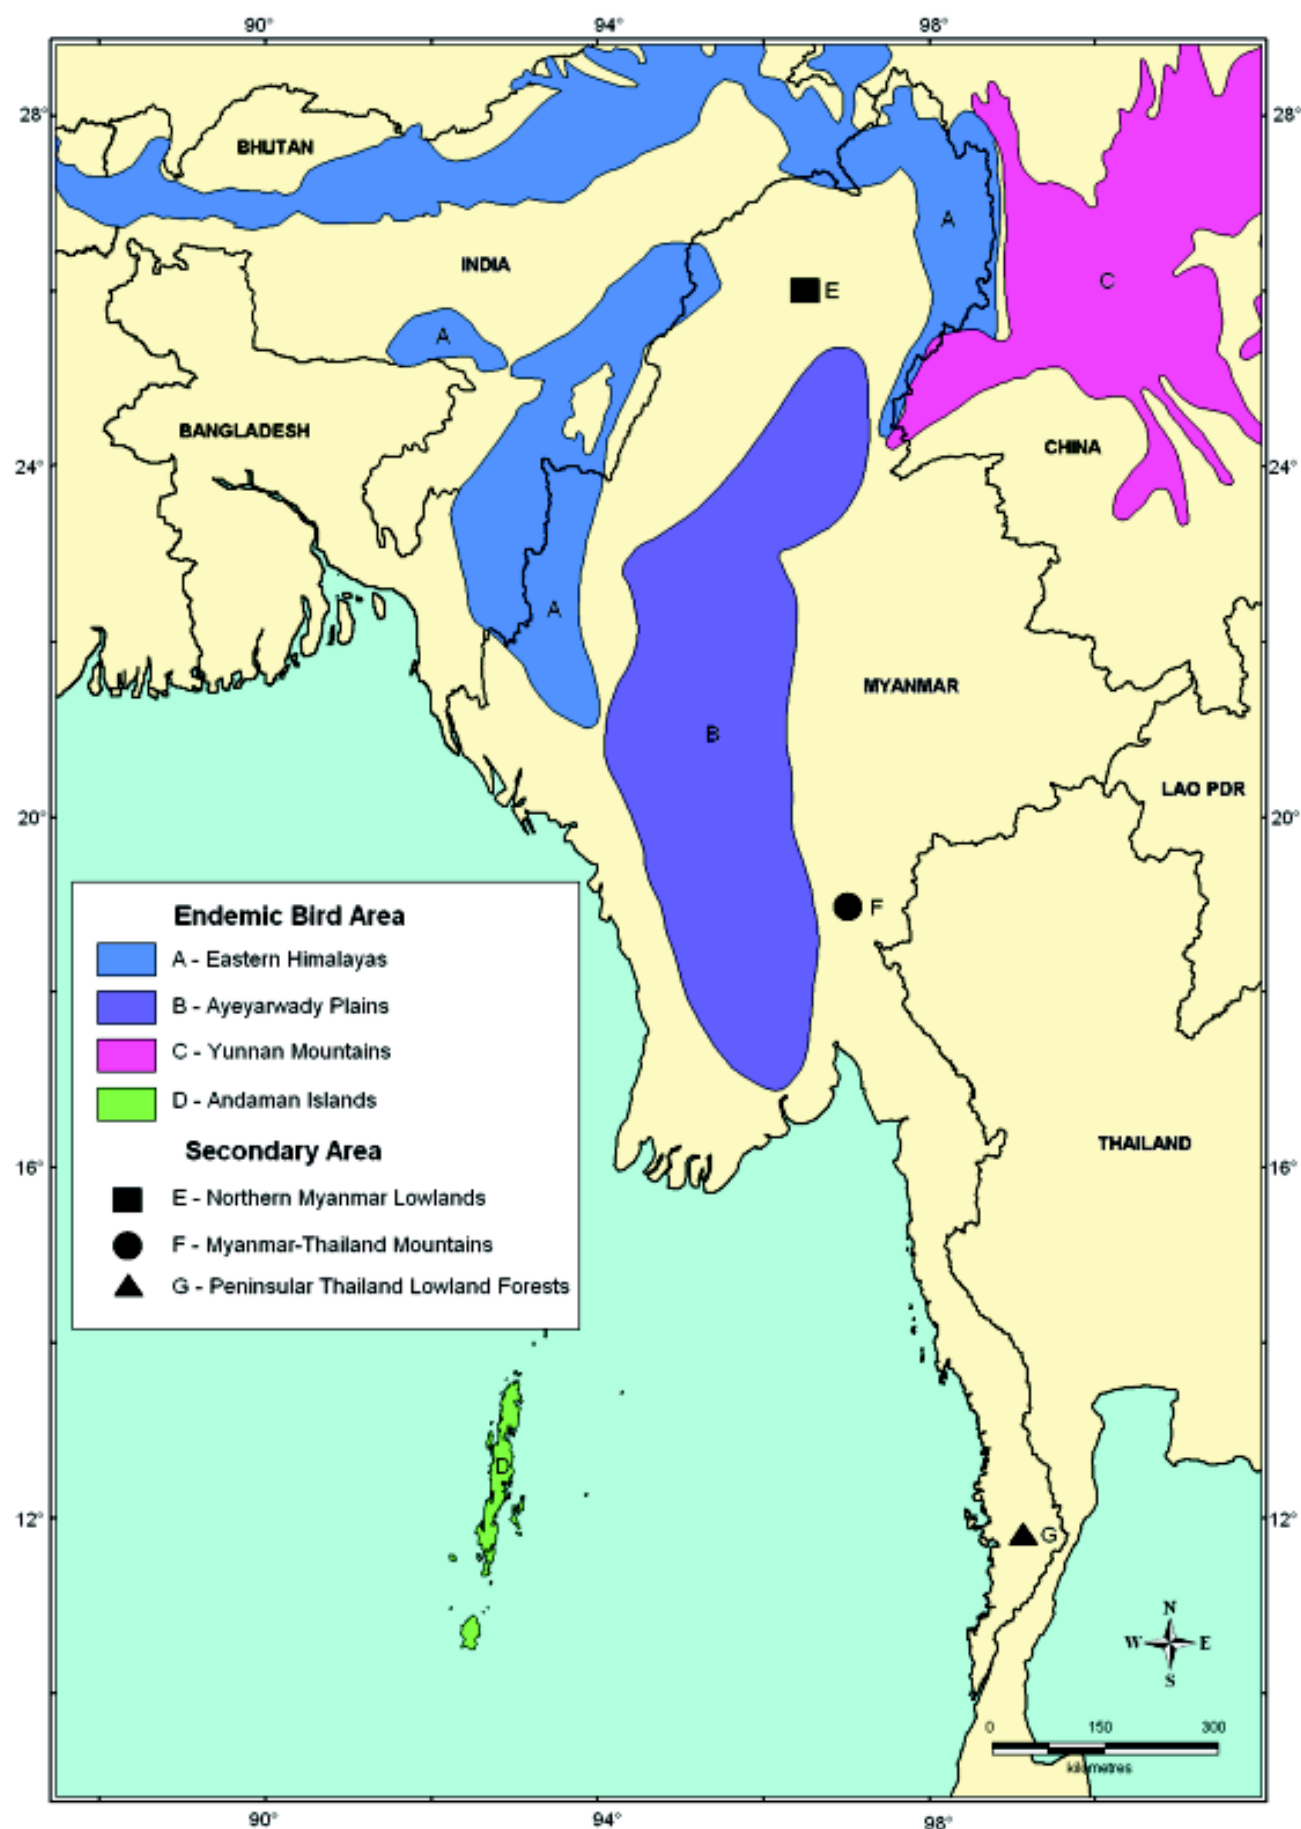 90° 94° 98°
28° 28°
BHUTAN
A
INDIA
E
C
A
BANGLADESH
CHINA
24° 24°
A
MYANMAR
B
LAO PDR
20° 20°
F
Endemic Bird Area
A - Eastern Himalayas
B - Ayeyarwady Plains
C - Yunnan Mountains
D - Andaman Islands
Secondary Area
E - Northern Myanmar Lowlands
F - Myanmar-Thailand Mountains
G - Peninsular Thailand Lowland Forests
THAILAND
16° 16°
D
12° 12°
G
N
W E
S
0 150 300
kilometres
90° 94° 98°